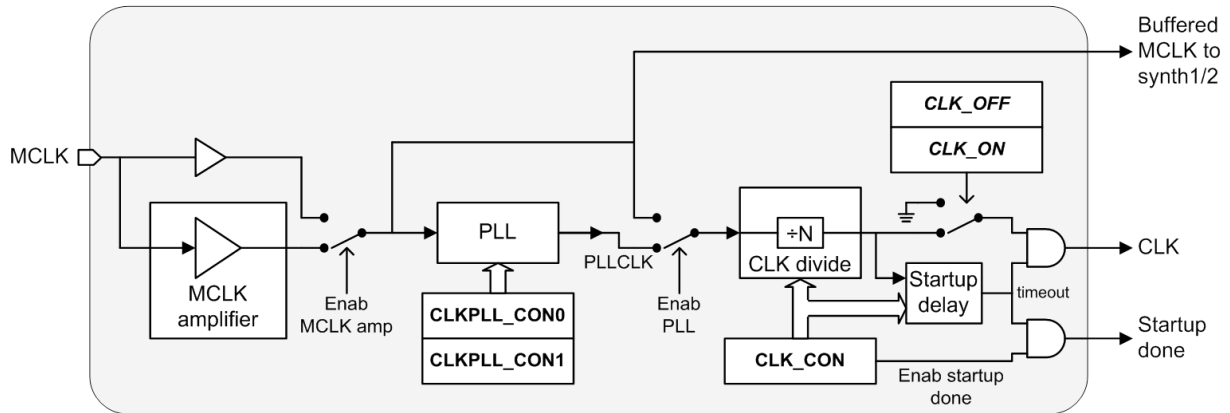 Buffered
MCLK to
synth1/2
CLK_OFF
CLK_ON
MCLK
MCLK
amplifier
Enab
MCLK amp
PLL
CLKPLL_CON0
CLKPLL_CON1
PLLCLK
Enab
PLL
÷N
CLK divide
CLK_CON
Startup
delay
timeout
Enab startup
done
CLK
Startup
done